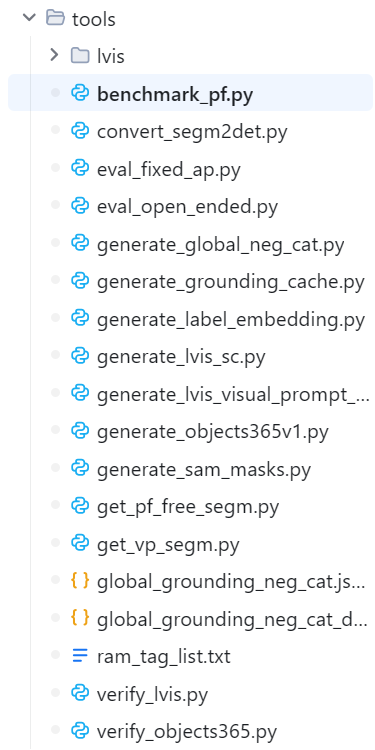 tools
lvis
benchmark_pf.py
convert_segm2det.py
eval_fixed_ap.py
eval_open_ended.py
generate_global_neg_cat.py
generate_grounding_cache.py
generate_label_embedding.py
generate_lvis_sc.py
generate_lvis_visual_prompt_...
generate_objects365v1.py
generate_sam_masks.py
get_pf_free_segm.py
get_vp_segm.py
{ } global_grounding_neg_cat.js...
{ } global_grounding_neg_cat_d...
ram_tag_list.txt
verify_lvis.py
verify_objects365.py